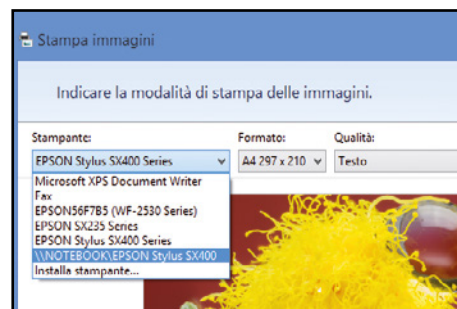 Stampa immagini
Indicare la modalità di stampa delle immagini.
Stampante: Formato: Qualità:
EPSON Stylus SX400 Series A4 297 x 210 Testo
Microsoft XPS Document Writer
Fax
EPSON56F7B5 (WF-2530 Series)
EPSON SX235 Series
EPSON Stylus SX400 Series
\\NOTEBOOK\EPSON Stylus SX400
Installa stampante...